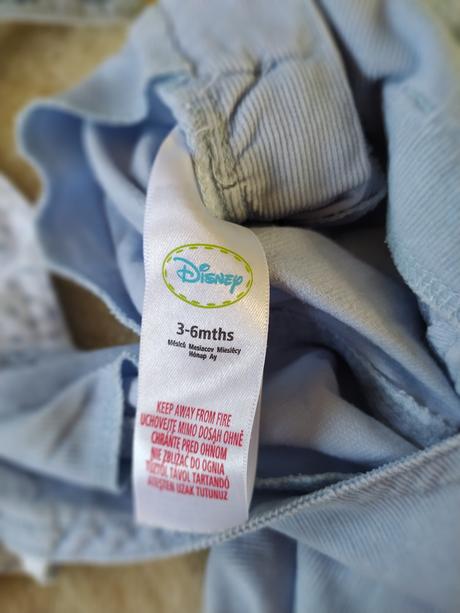 Disney
3-6mths
Měsíců Mesiacov Miesięcy
Hónap Ay
KEEP AWAY FROM FIRE
UCHOVEJTE MIMO DOSAH OHNĚ
CHRÁŇTE PRED OHŇOM
NIE ZBLIŻAĆ DO OGNIA
TŰZTŐL TÁVOL TARTANDÓ
ATEŞTEN UZAK TUTUNUZ